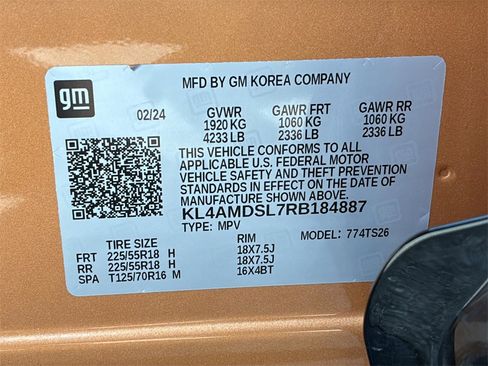 gm
MFD BY GM KOREA COMPANY
02/24 GVWR GAWR FRT GAWR RR
1920 KG 1060 KG 1060 KG
4233 LB 2336 LB 2336 LB
THIS VEHICLE CONFORMS TO ALL
APPLICABLE U.S. FEDERAL MOTOR
VEHICLE SAFETY AND THEFT PREVENTION
STANDARDS IN EFFECT ON THE DATE OF
MANUFACTURE SHOWN ABOVE.
KL4AMDSL7RB184887
TYPE: MPV MODEL: 774TS26
TIRE SIZE RIM
FRT 225/55R18 H 18X7.5J
RR 225/55R18 H 18X7.5J
SPA T125/70R16 M 16X4BT